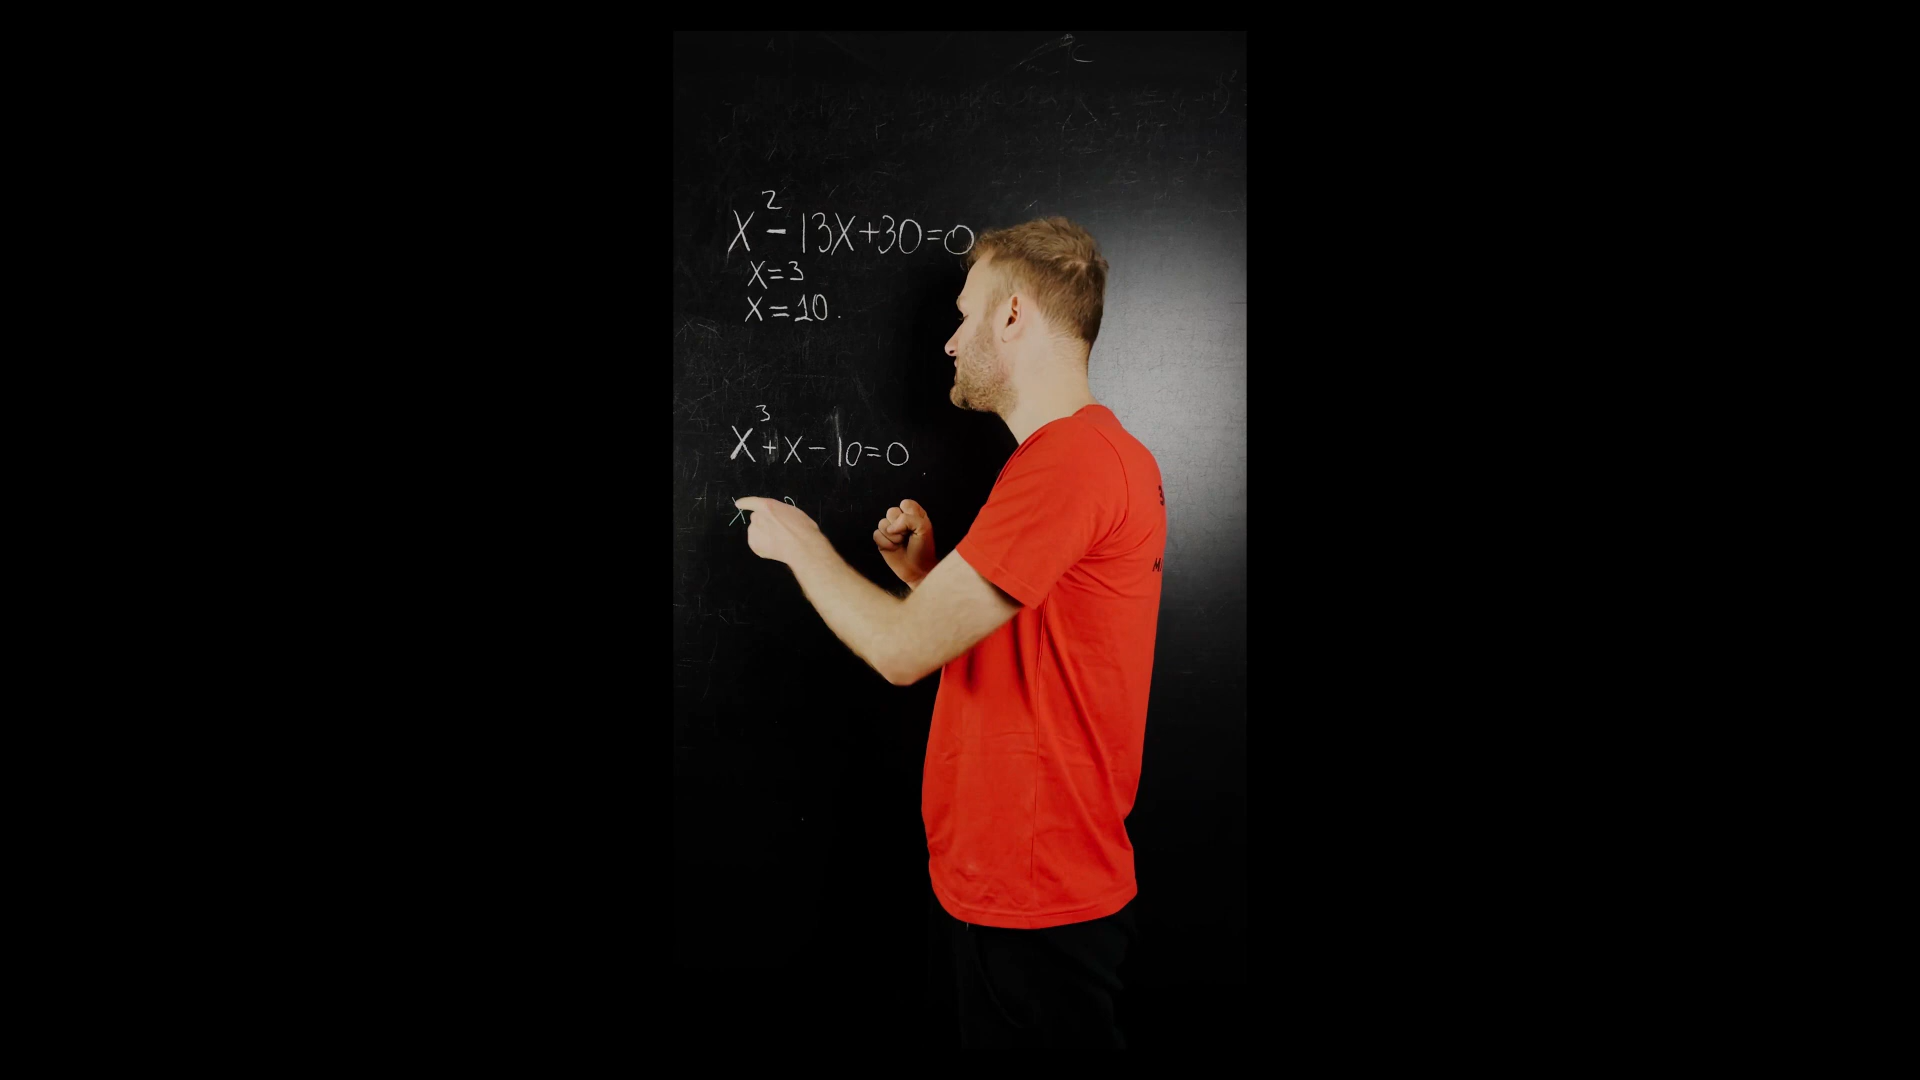 x²-13x+30=0
x=3
x=10.
x³+x-10=0
x